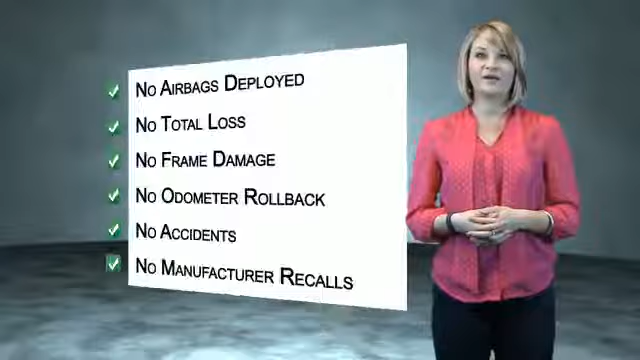 No Airbags Deployed
No Total Loss
No Frame Damage
No Odometer Rollback
No Accidents
No Manufacturer Recalls